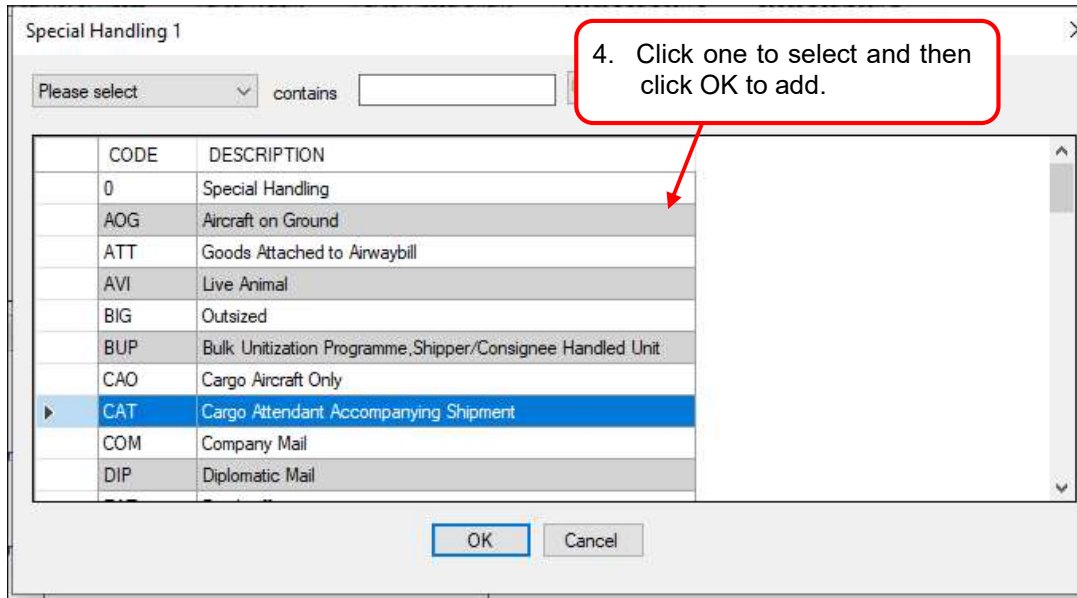 Special Handling 1
4. Click one to select and then
click OK to add.
Please select contains
CODE DESCRIPTION
0 Special Handling
AOG Aircraft on Ground
ATT Goods Attached to Airwaybill
AVI Live Animal
BIG Outsized
BUP Bulk Unitization Programme,Shipper/Consignee Handled Unit
CAO Cargo Aircraft Only
CAT Cargo Attendant Accompanying Shipment
COM Company Mail
DIP Diplomatic Mail
OK Cancel